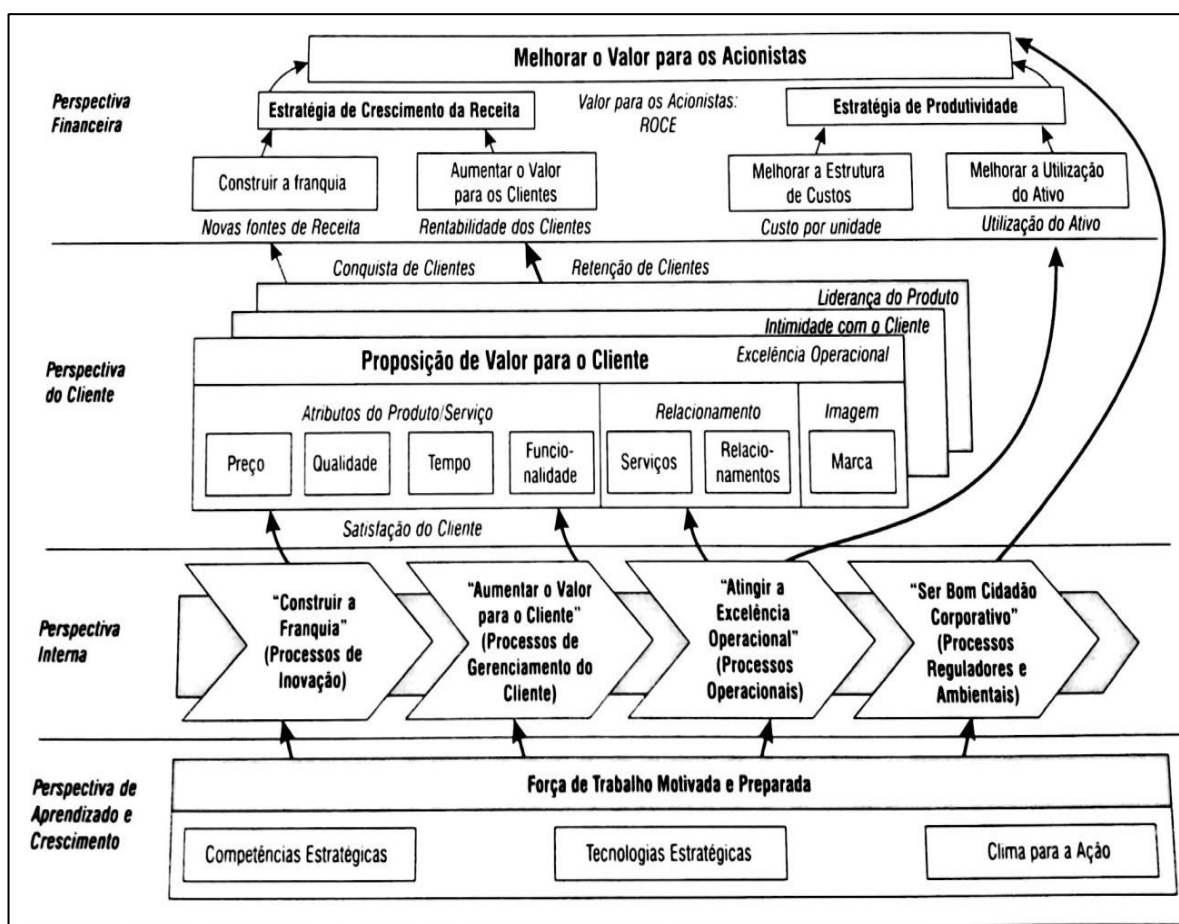 Melhorar o Valor para os Acionistas
Perspectiva
Financeira
Estratégia de Crescimento da Receita
Valor para os Acionistas:
ROCE
Estratégia de Produtividade
Construir a franquia
Aumentar o Valor
para os Clientes
Melhorar a Estrutura
de Custos
Melhorar a Utilização
do Ativo
Novas fontes de Receita
Rentabilidade dos Clientes
Custo por unidade
Utilização do Ativo
Conquista de Clientes
Retenção de Clientes
Liderança do Produto
Intimidade com o Cliente
Perspectiva
do Cliente
Proposição de Valor para o Cliente
Excelência Operacional
Atributos do Produto/Serviço
Relacionamento
Imagem
Preço
Qualidade
Tempo
Funcio-
nalidade
Serviços
Relacio-
namentos
Marca
Satisfação do Cliente
Perspectiva
Interna
"Construir a
Franquia"
(Processos de
Inovação)
"Aumentar o Valor
para o Cliente"
(Processos de
Gerenciamento do
Cliente)
"Atingir a
Excelência
Operacional"
(Processos
Operacionais)
"Ser Bom Cidadão
Corporativo"
(Processos
Reguladores e
Ambientais)
Perspectiva de
Aprendizado e
Crescimento
Força de Trabalho Motivada e Preparada
Competências Estratégicas
Tecnologias Estratégicas
Clima para a Ação